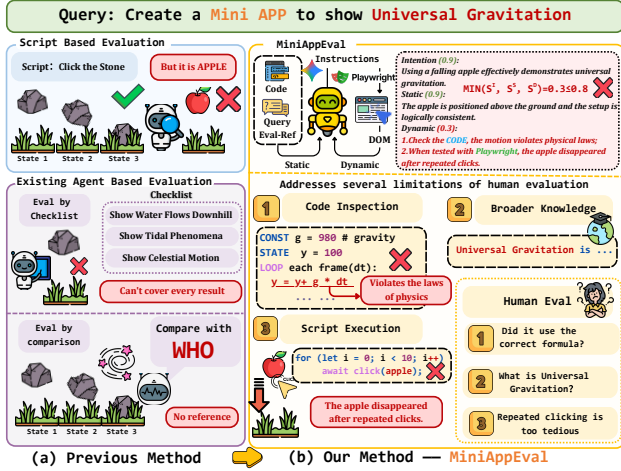 Query: Create a Mini APP to show Universal Gravitation
Script Based Evaluation
Script: Click the Stone
But it is APPLE
State 1
State 2
State 3
Existing Agent Based Evaluation
Checklist
Eval by
Checklist
Show Water Flows Downhill
Show Tidal Phenomena
Show Celestial Motion
Can't cover every result
Eval by
comparison
Compare with
WHO
No reference
State 1
State 2
State 3
(a) Previous Method
MiniAppEval
Instructions
Code
Query
Eval-Ref
Playwright
DOM
Static
Dynamic
Intention (0.9):
Using a falling apple effectively demonstrates universal
gravitation.
Static (0.9):
MIN(S^I, S^S, S^D)=0.3≤0.8
The apple is positioned above the ground and the setup is
logically consistent.
Dynamic (0.3):
1.Check the CODE, the motion violates physical laws;
2.When tested with Playwright, the apple disappeared
after repeated clicks.
Addresses several limitations of human evaluation
1 Code Inspection
CONST g = 980 # gravity
STATE y = 100
LOOP each frame(dt):
y = y+ g * dt
... ...
Violates the laws
of physics
2 Broader Knowledge
Universal Gravitation is ...
3 Script Execution
for (let i = 0; i < 10; i++)
await click(apple);
The apple disappeared
after repeated clicks.
Human Eval
1 Did it use the
correct formula?
2 What is Universal
Gravitation?
3 Repeated clicking is
too tedious
(b) Our Method —— MiniAppEval